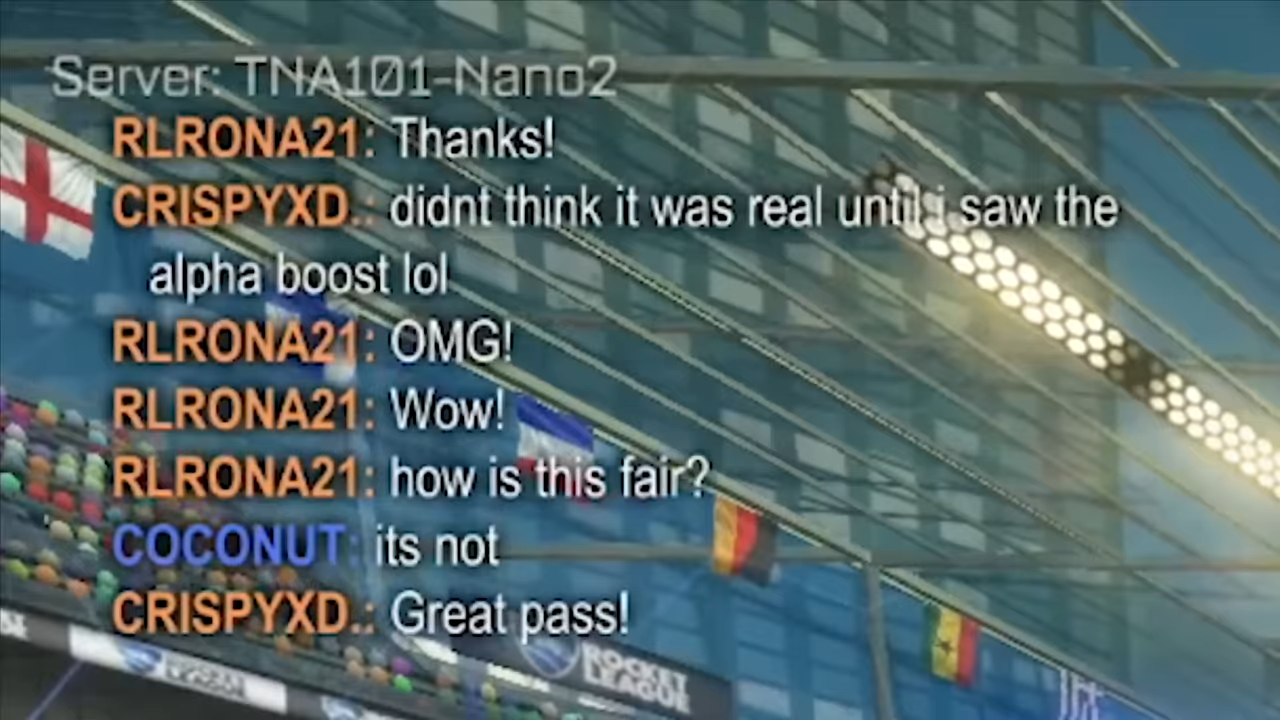 Server: TNA101-Nano2
RLRONA21: Thanks!
CRISPYXD.: didnt think it was real until i saw the
alpha boost lol
RLRONA21: OMG!
RLRONA21: Wow!
RLRONA21: how is this fair?
COCONUT: its not
CRISPYXD.: Great pass!
ROCKET
LEAGUE